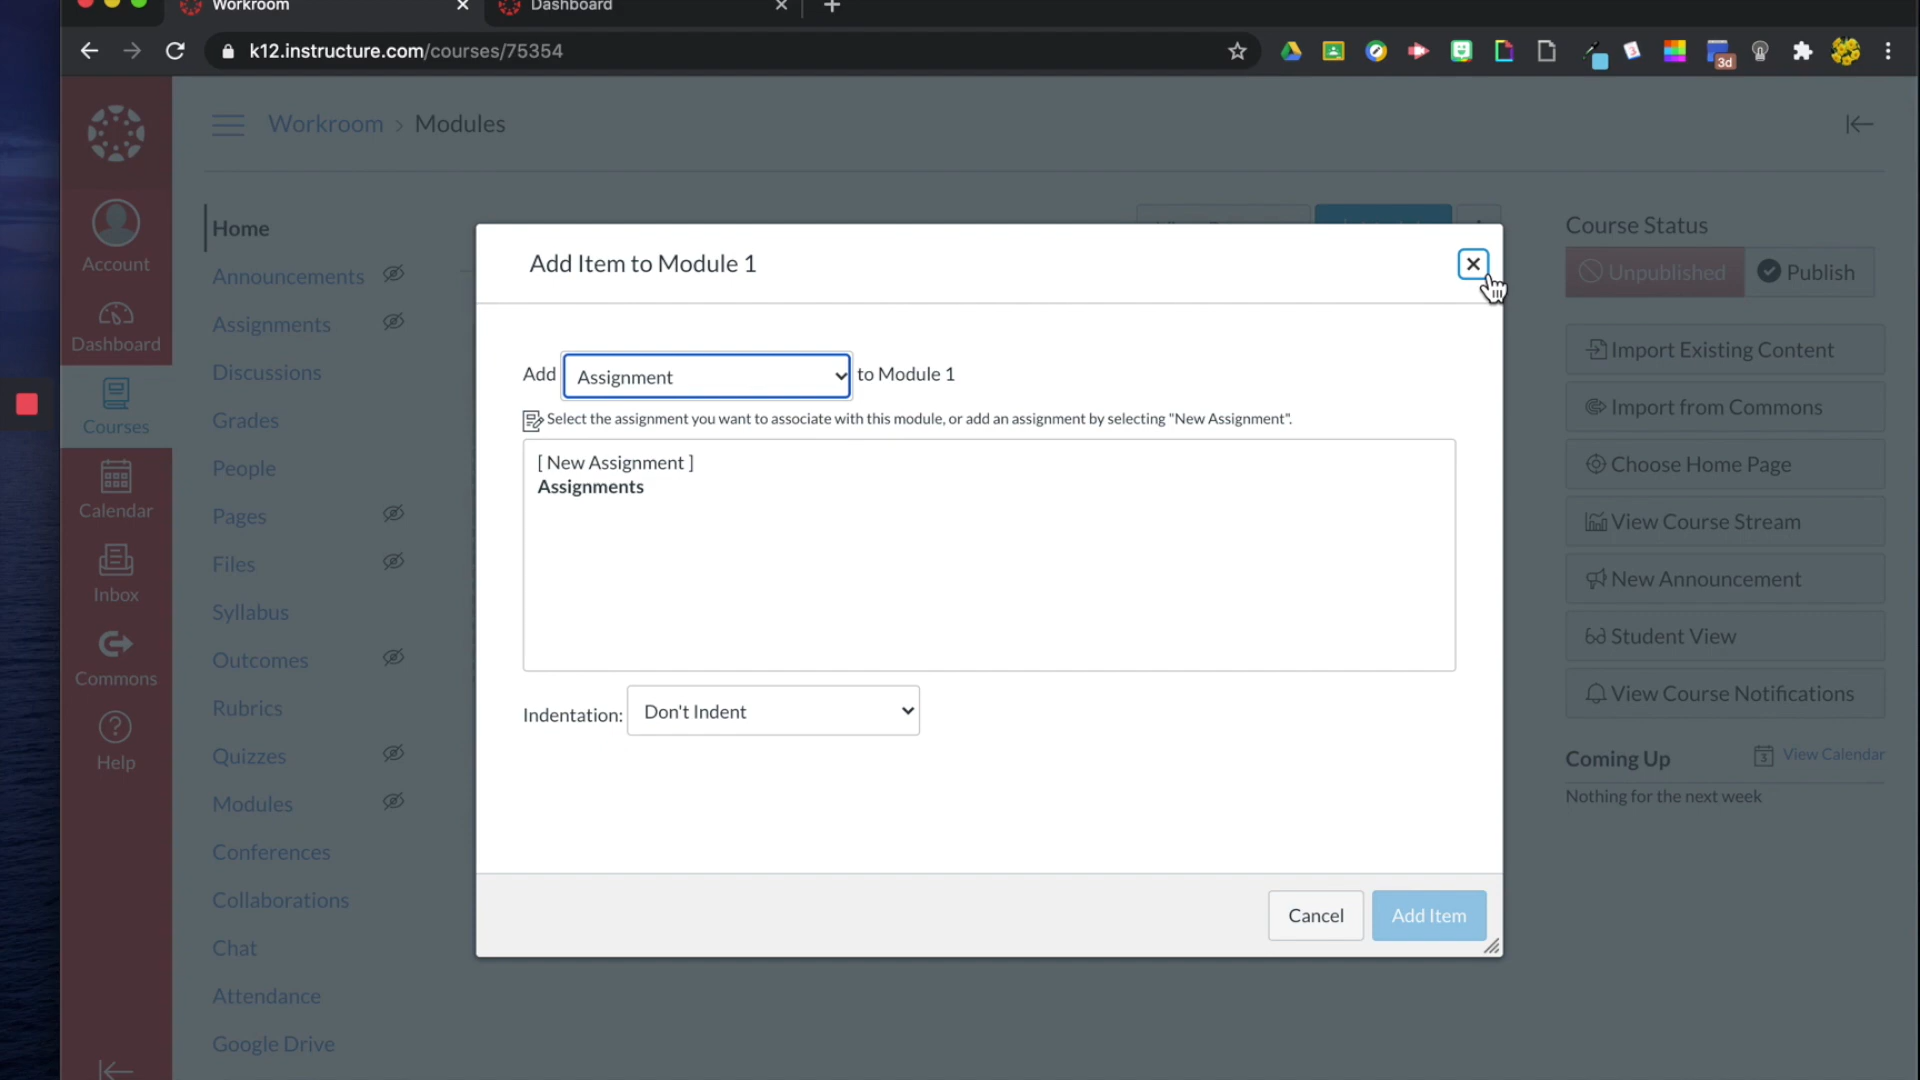 Workroom
Dashboard
k12.instructure.com/courses/75354
3
3d
Workroom › Modules
Account
Dashboard
Courses
Calendar
Inbox
Commons
Help
Home
Announcements
Assignments
Discussions
Grades
People
Pages
Files
Syllabus
Outcomes
Rubrics
Quizzes
Modules
Conferences
Collaborations
Chat
Attendance
Google Drive
Add Item to Module 1
Add Assignment to Module 1
Select the assignment you want to associate with this module, or add an assignment by selecting "New Assignment".
[ New Assignment ]
Assignments
Indentation: Don't Indent
Cancel Add Item
Course Status
Unpublished Publish
Import Existing Content
Import from Commons
Choose Home Page
View Course Stream
New Announcement
Student View
View Course Notifications
Coming Up
3 View Calendar
Nothing for the next week